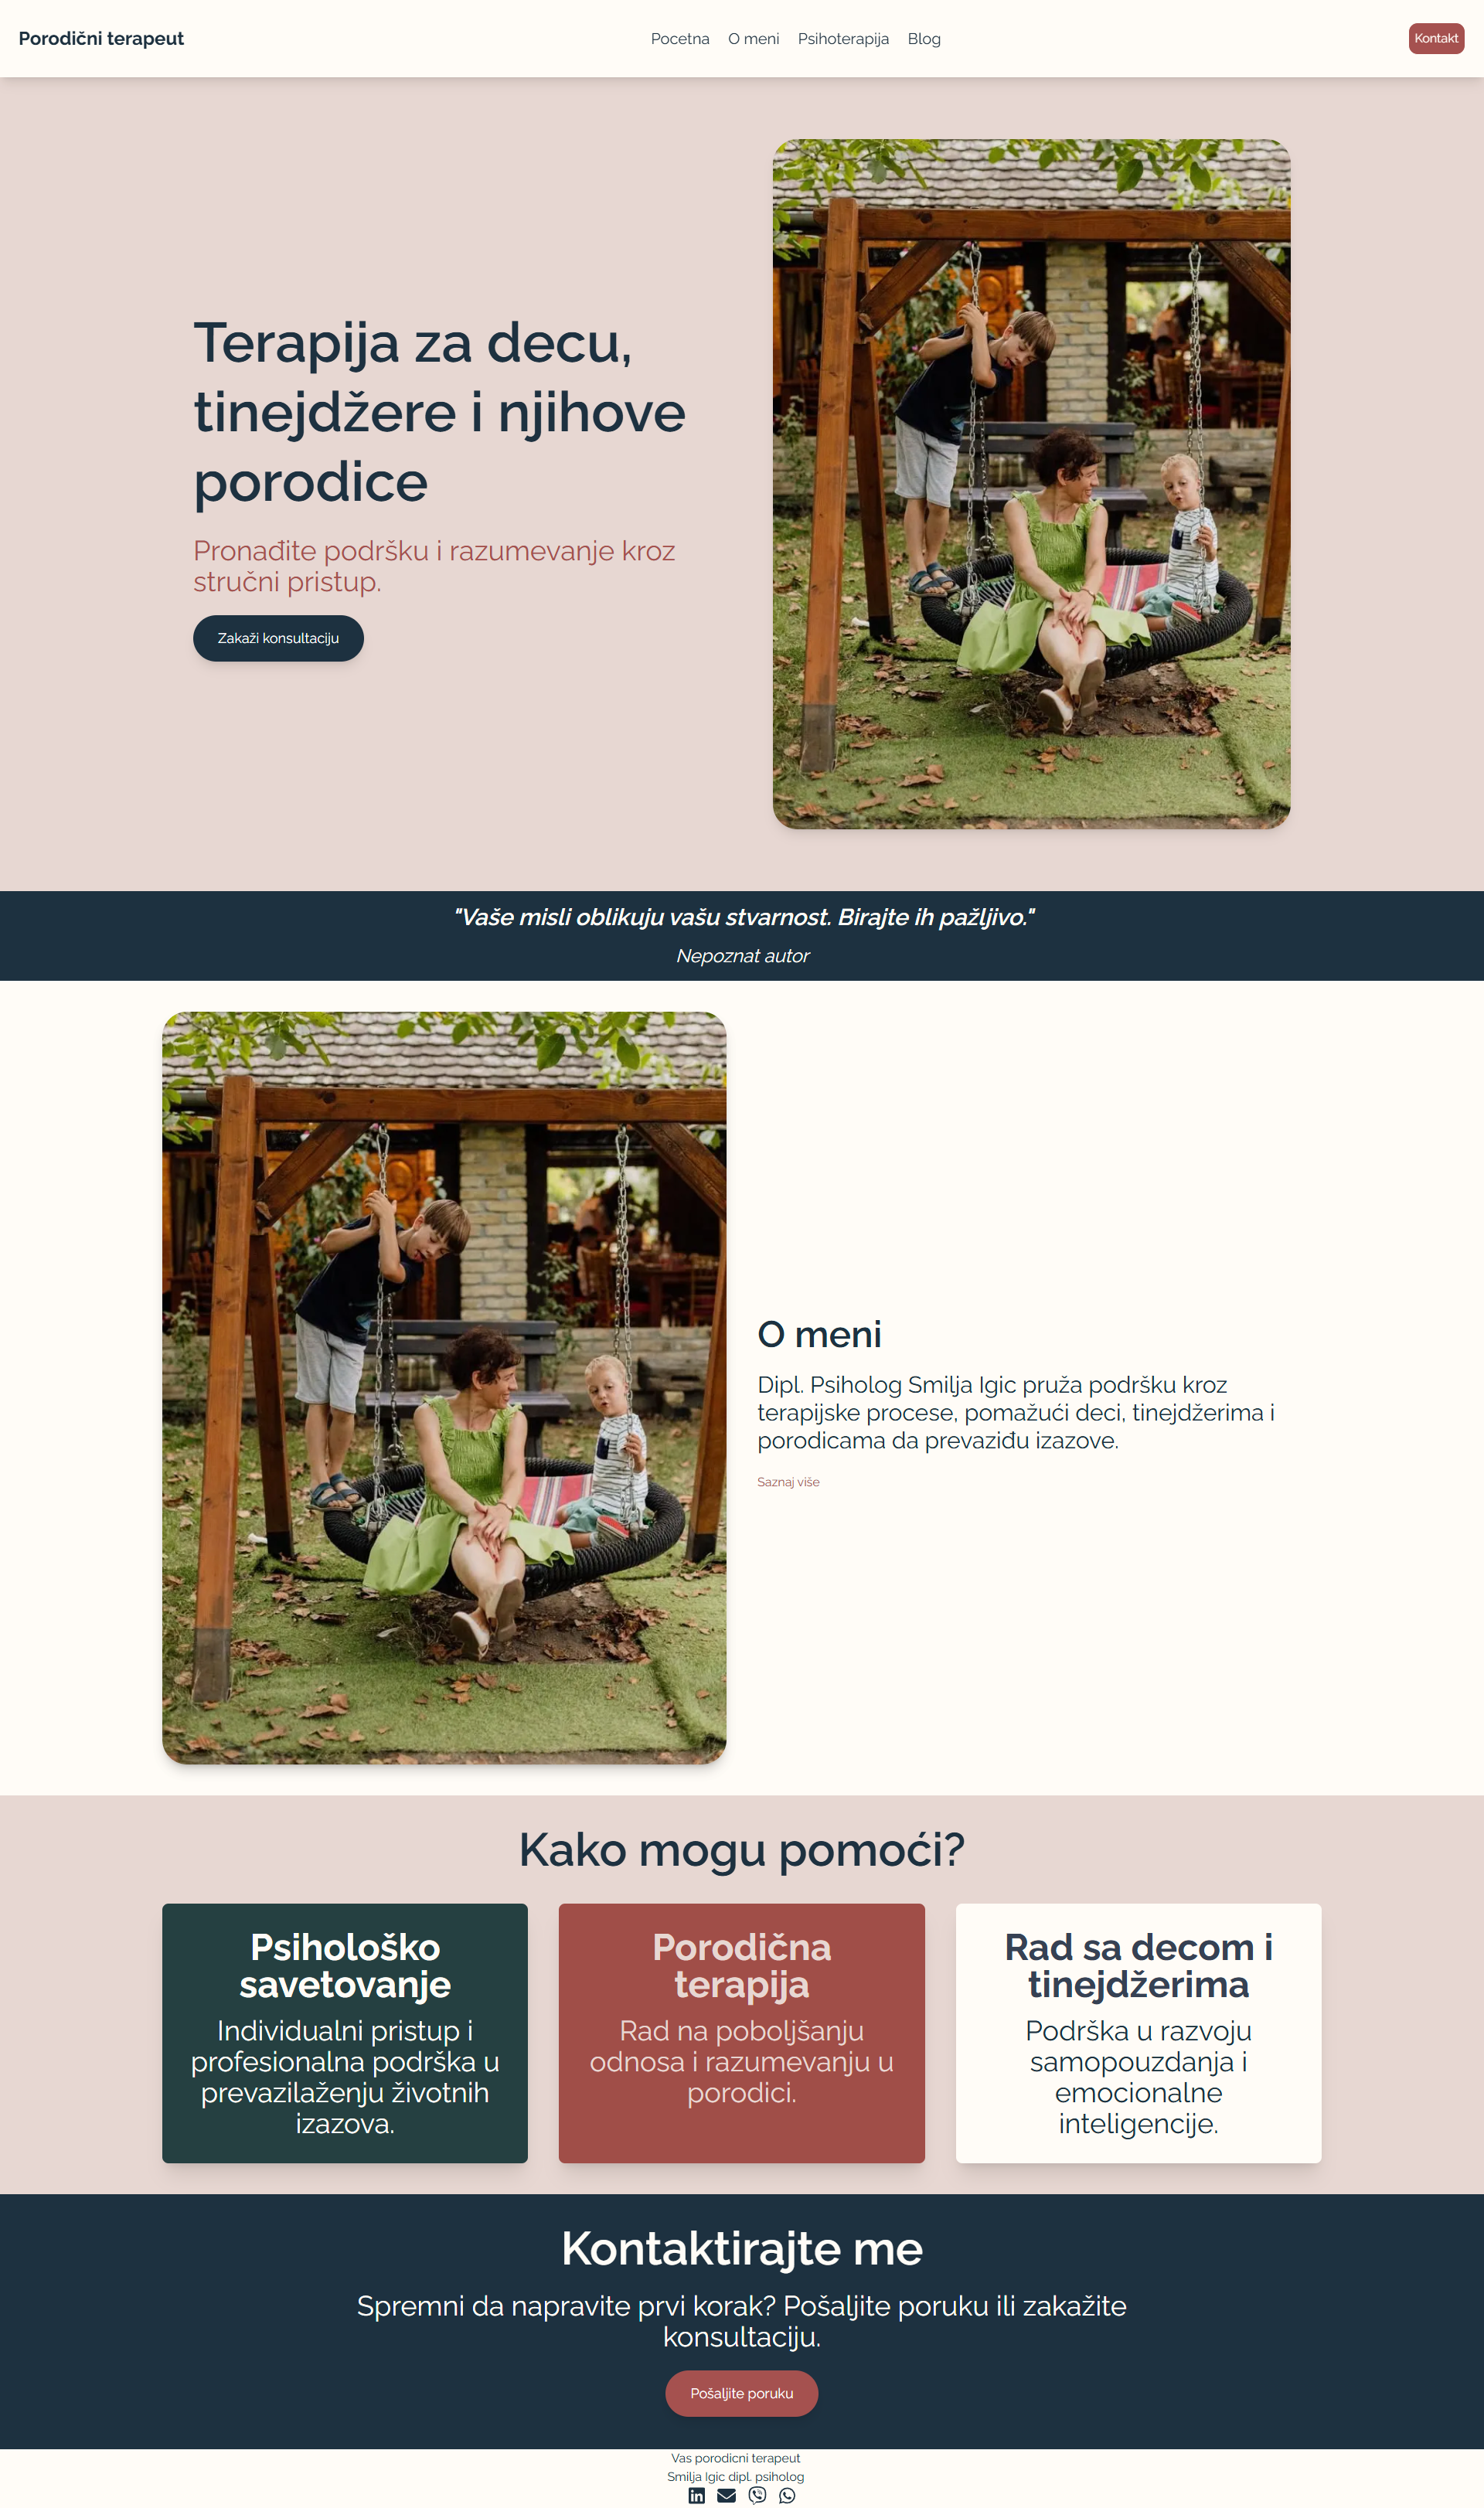 Porodični terapeut
Pocetna
O meni
Psihoterapija
Blog
Kontakt
Terapija za decu,
tinejdžere i njihove
porodice
Pronađite podršku i razumevanje kroz
stručni pristup.
Zakaži konsultaciju
"Vaše misli oblikuju vašu stvarnost. Birajte ih pažljivo."
Nepoznat autor
O meni
Dipl. Psiholog Smilja Igic pruža podršku kroz
terapijske procese, pomažući deci, tinejdžerima i
porodicama da prevaziđu izazove.
Saznaj više
Kako mogu pomoći?
Psihološko
savetovanje
Individualni pristup i
profesionalna podrška u
prevazilaženju životnih
izazova.
Porodična
terapija
Rad na poboljšanju
odnosa i razumevanju u
porodici.
Rad sa decom i
tinejdžerima
Podrška u razvoju
samopouzdanja i
emocionalne
inteligencije.
Kontaktirajte me
Spremni da napravite prvi korak? Pošaljite poruku ili zakažite
konsultaciju.
Pošaljite poruku
Vas porodicni terapeut
Smilja Igic dipl. psiholog